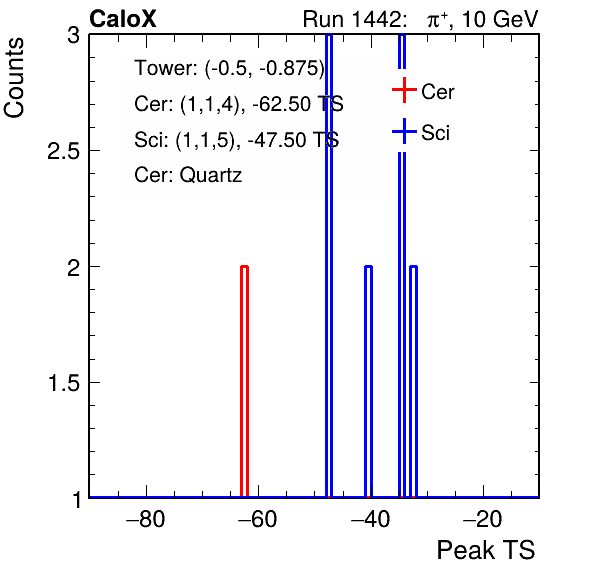 CaloX Run 1442: π+, 10 GeV
Counts
3
2.5
2
1.5
1
Tower: (-0.5, -0.875)
Cer: (1,1,4), -62.50 TS
Sci: (1,1,5), -47.50 TS
Cer: Quartz
Cer
Sci
−80 −60 −40 −20
Peak TS